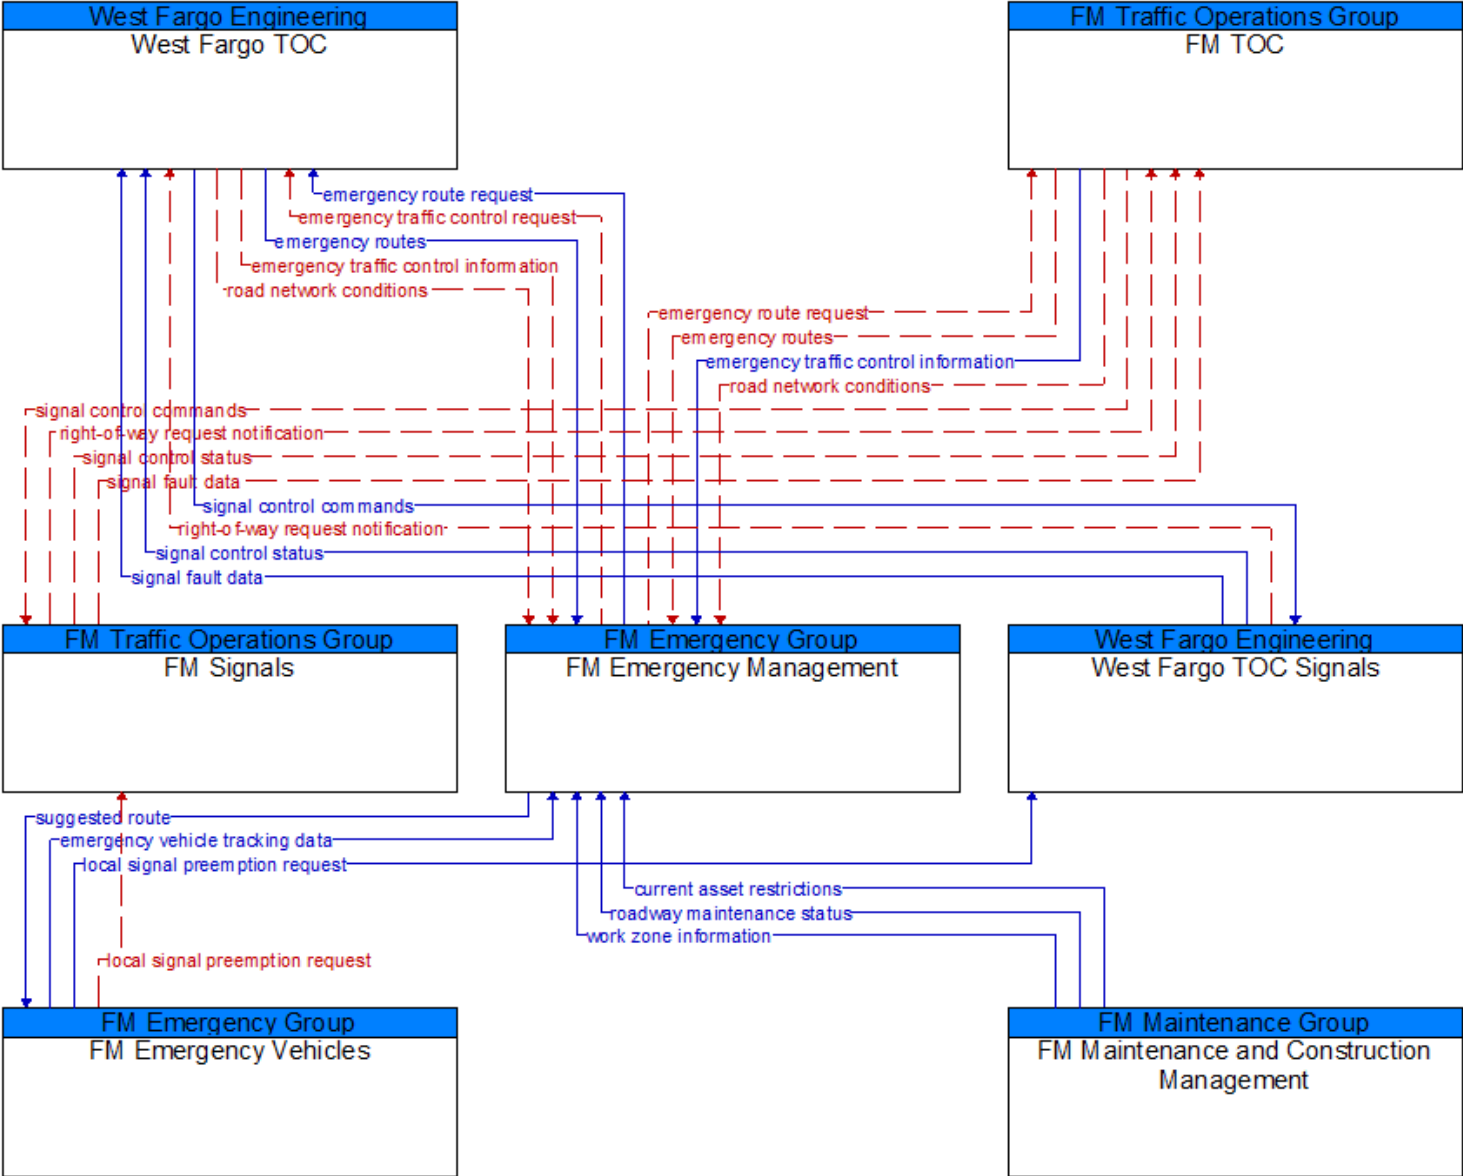 West Fargo Engineering
West Fargo TOC
FM Traffic Operations Group
FM TOC
emergency route request
emergency traffic control request
emergency routes
emergency traffic control information
road network conditions
emergency route request
emergency routes
emergency traffic control information
road network conditions
signal control commands
right-of-way request notification
signal control status
signal fault data
signal control commands
right-of-way request notification
signal control status
signal fault data
FM Traffic Operations Group
FM Signals
FM Emergency Group
FM Emergency Management
West Fargo Engineering
West Fargo TOC Signals
suggested route
emergency vehicle tracking data
local signal preemption request
current asset restrictions
roadway maintenance status
work zone information
local signal preemption request
FM Emergency Group
FM Emergency Vehicles
FM Maintenance Group
FM Maintenance and Construction
Management